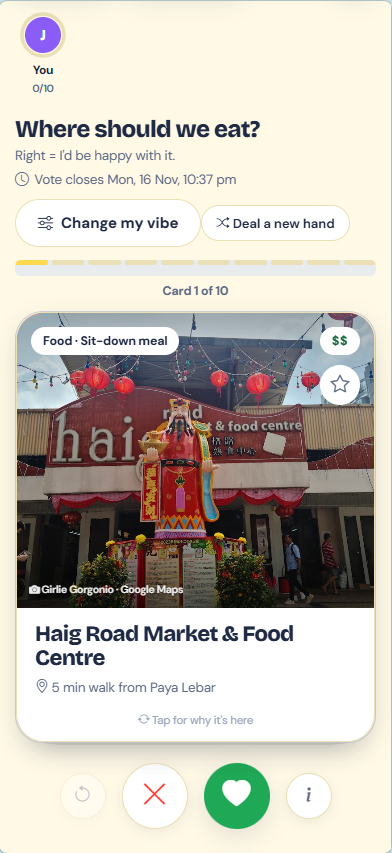 J
You
0/10
Where should we eat?
Right = I'd be happy with it.
Vote closes Mon, 16 Nov, 10:37 pm
Change my vibe
Deal a new hand
Card 1 of 10
Food · Sit-down meal
$$
haig
road
& food centre
Girlie Gorgonio · Google Maps
Haig Road Market & Food
Centre
5 min walk from Paya Lebar
Tap for why it's here
i